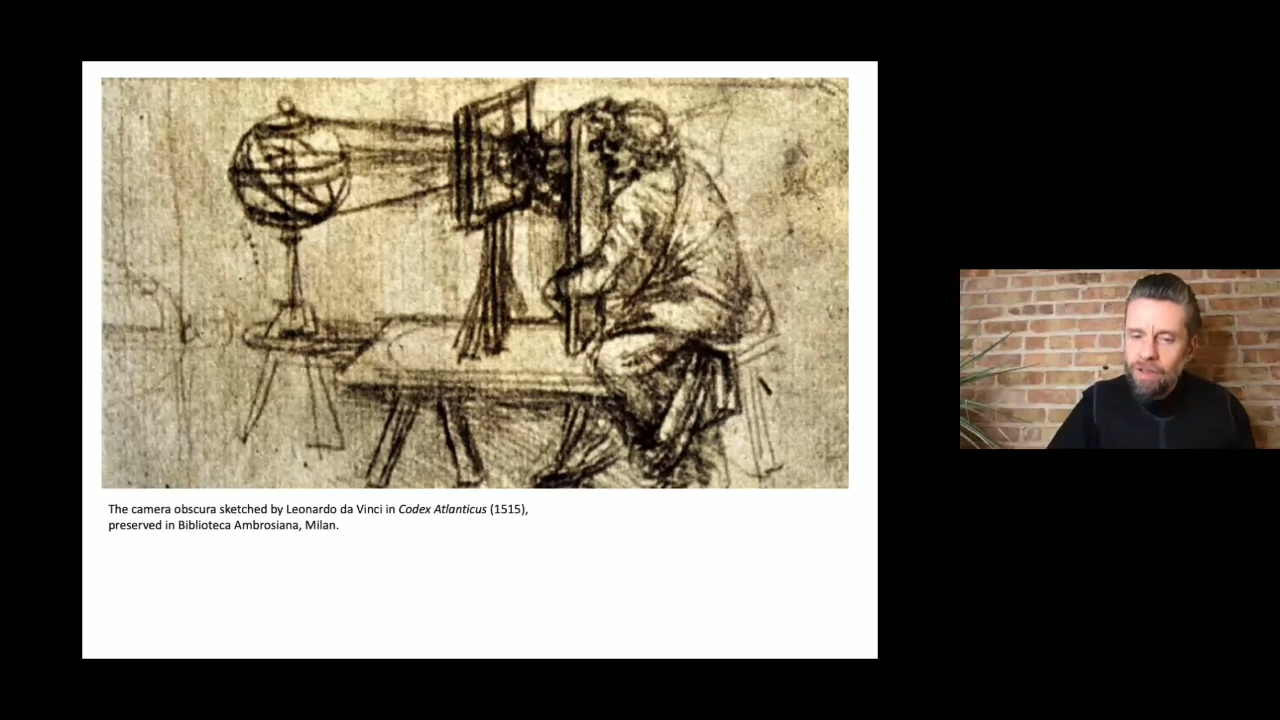 The camera obscura sketched by Leonardo da Vinci in Codex Atlanticus (1515),
preserved in Biblioteca Ambrosiana, Milan.